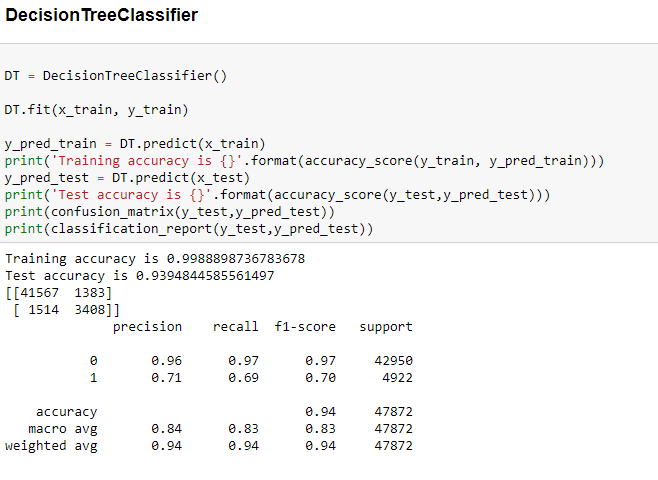 DecisionTreeClassifier
DT = DecisionTreeClassifier()
DT.fit(x_train, y_train)
y_pred_train = DT.predict(x_train)
print('Training accuracy is {}'.format(accuracy_score(y_train, y_pred_train)))
y_pred_test = DT.predict(x_test)
print('Test accuracy is {}'.format(accuracy_score(y_test,y_pred_test)))
print(confusion_matrix(y_test,y_pred_test))
print(classification_report(y_test,y_pred_test))
Training accuracy is 0.9988898736783678
Test accuracy is 0.9394844585561497
[[41567  1383]
 [ 1514  3408]]
              precision    recall  f1-score   support
           0       0.96      0.97      0.97     42950
           1       0.71      0.69      0.70      4922
    accuracy                           0.94     47872
   macro avg       0.84      0.83      0.83     47872
weighted avg       0.94      0.94      0.94     47872